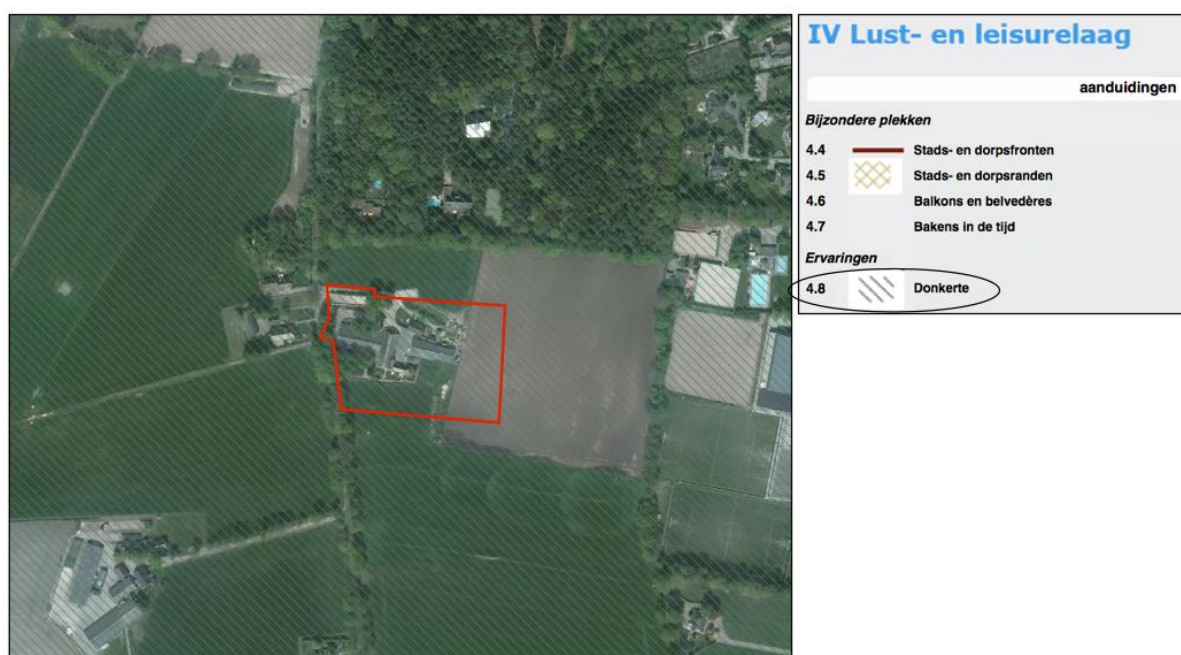 IV Lust- en leisurelaag
aanduidingen
Bijzondere plekken
4.4 Stads- en dorpsfronten
4.5 Stads- en dorpsranden
4.6 Balkons en belvedères
4.7 Bakens in de tijd
Ervaringen
4.8 Donkerte